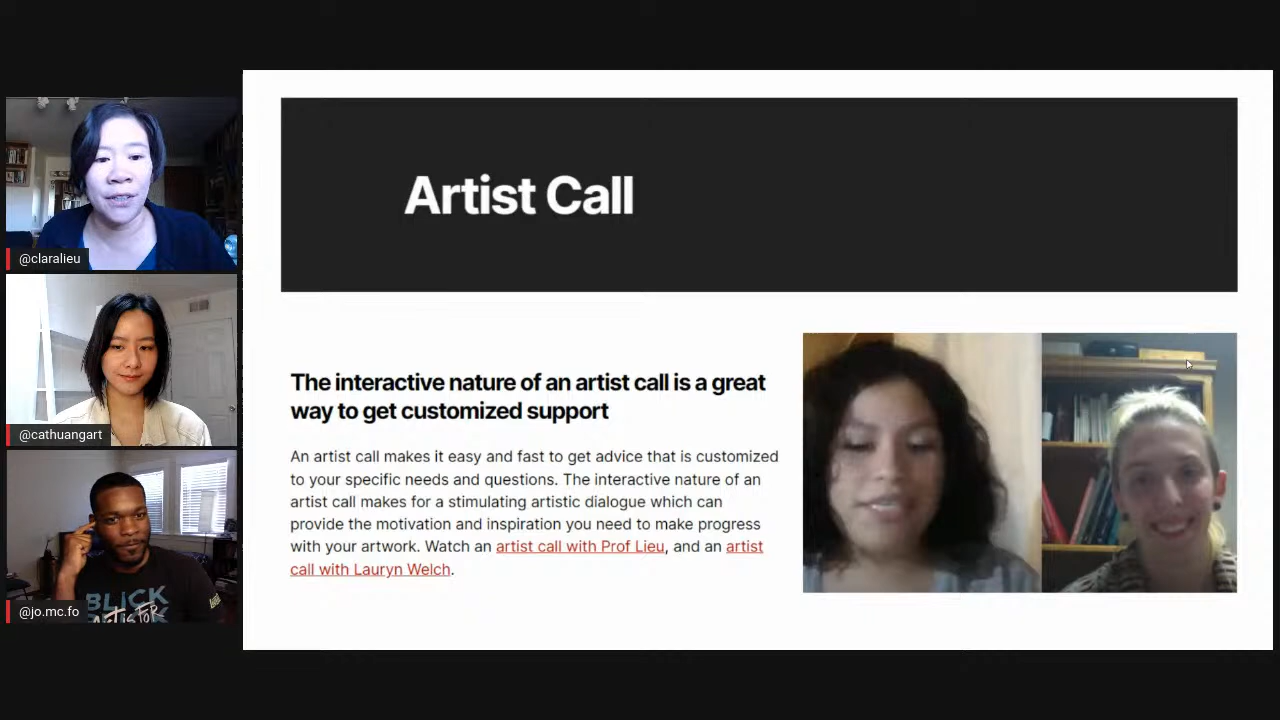 @claralieu
@cathuangart
@jo.mc.fo
BLACK
ART IS FOR
Artist Call
The interactive nature of an artist call is a great
way to get customized support
An artist call makes it easy and fast to get advice that is customized
to your specific needs and questions. The interactive nature of an
artist call makes for a stimulating artistic dialogue which can
provide the motivation and inspiration you need to make progress
with your artwork. Watch an artist call with Prof Lieu, and an artist
call with Lauryn Welch.